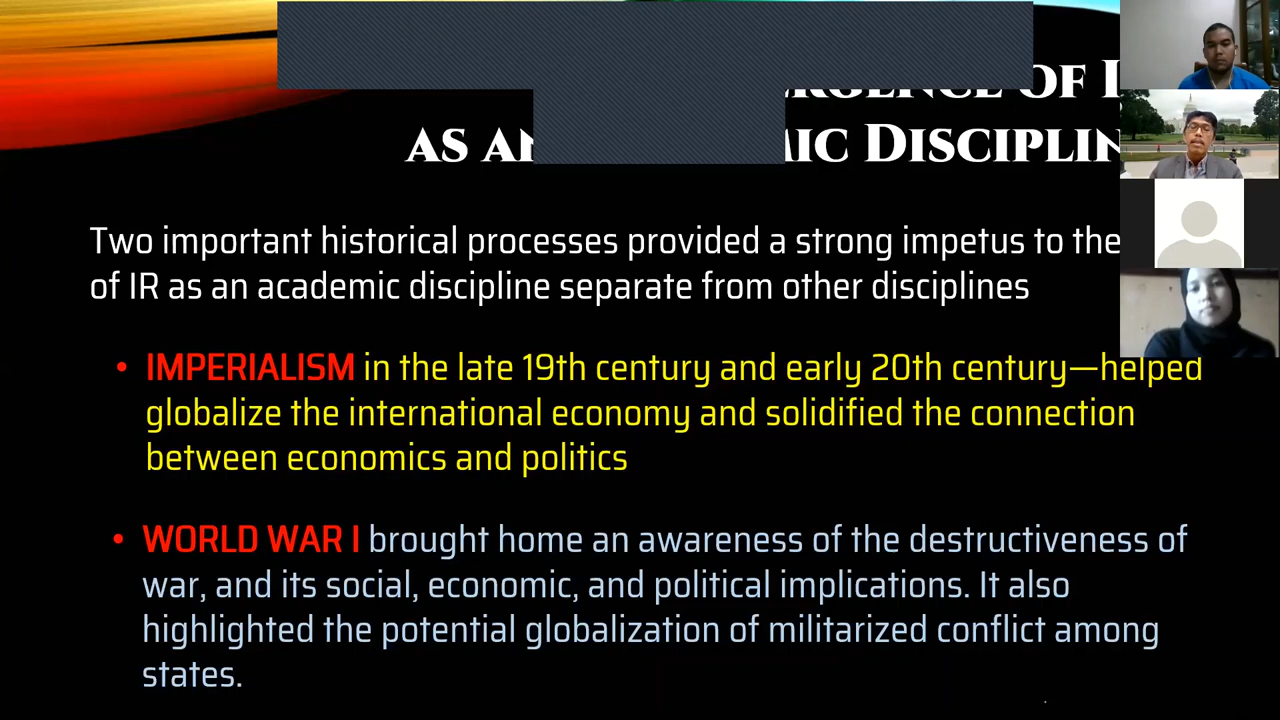 OF
AS AN DISCIPLIN
Two important historical processes provided a strong impetus to the
of IR as an academic discipline separate from other disciplines
• IMPERIALISM in the late 19th century and early 20th century—helped
globalize the international economy and solidified the connection
between economics and politics
• WORLD WAR I brought home an awareness of the destructiveness of
war, and its social, economic, and political implications. It also
highlighted the potential globalization of militarized conflict among
states.